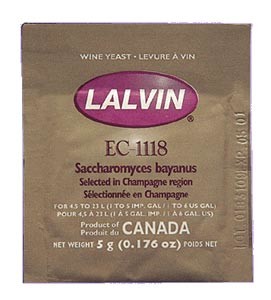 WINE YEAST - LEVURE À VIN
LALVIN
®
EC-1118
Saccharomyces bayanus
Selected in Champagne region
Sélectionnée en Champagne
FOR 4,5 TO 23 L (1 TO 5 IMP. GAL / 1 TO 6 US GAL)
POUR 4,5 À 23 L (1 À 5 GAL. IMP. / 1 À 6 GAL. US)
Product of
Produit du CANADA
NET WEIGHT 5 g (0.176 oz) POIDS NET